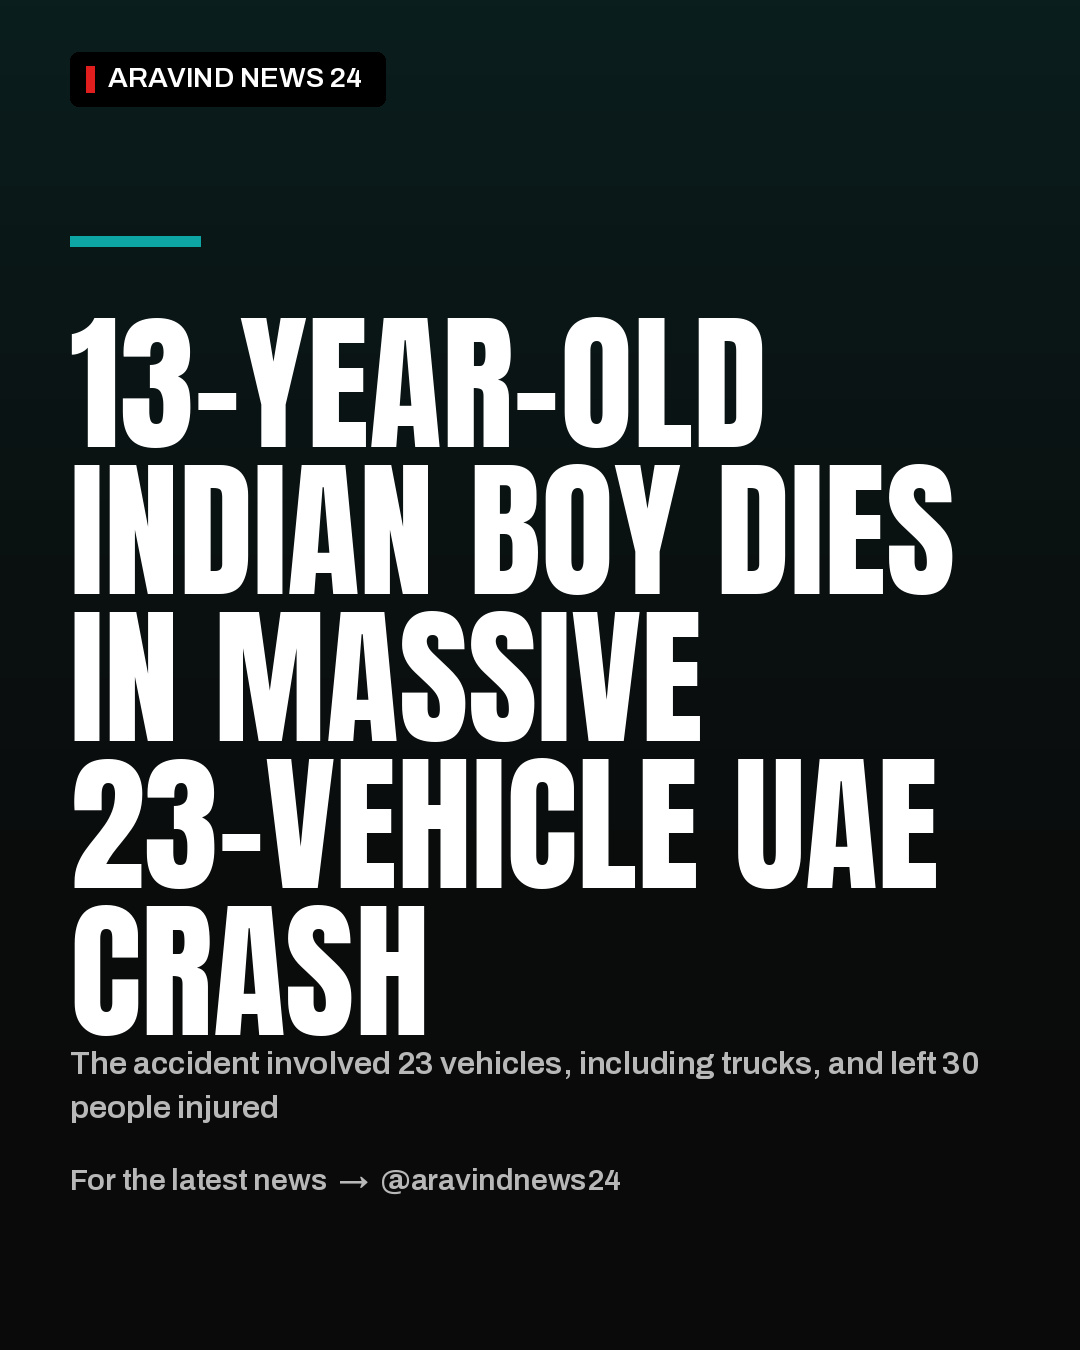 ARAVIND NEWS 24
13-YEAR-OLD
INDIAN BOY DIES
IN MASSIVE
23-VEHICLE UAE
CRASH
The accident involved 23 vehicles, including trucks, and left 30
people injured
For the latest news → @aravindnews24